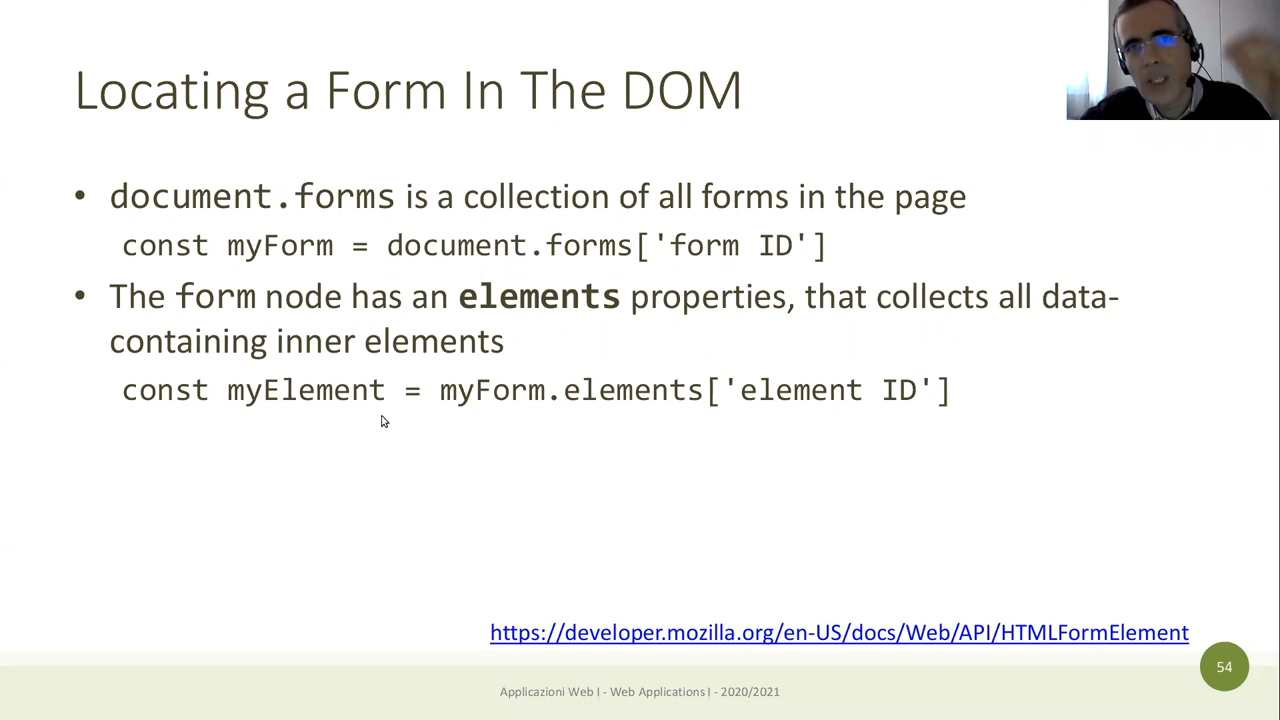 Locating a Form In The DOM
• document.forms is a collection of all forms in the page
const myForm = document.forms['form ID']
• The form node has an elements properties, that collects all data-
containing inner elements
const myElement = myForm.elements['element ID']
https://developer.mozilla.org/en-US/docs/Web/API/HTMLFormElement
54
Applicazioni Web I - Web Applications I - 2020/2021